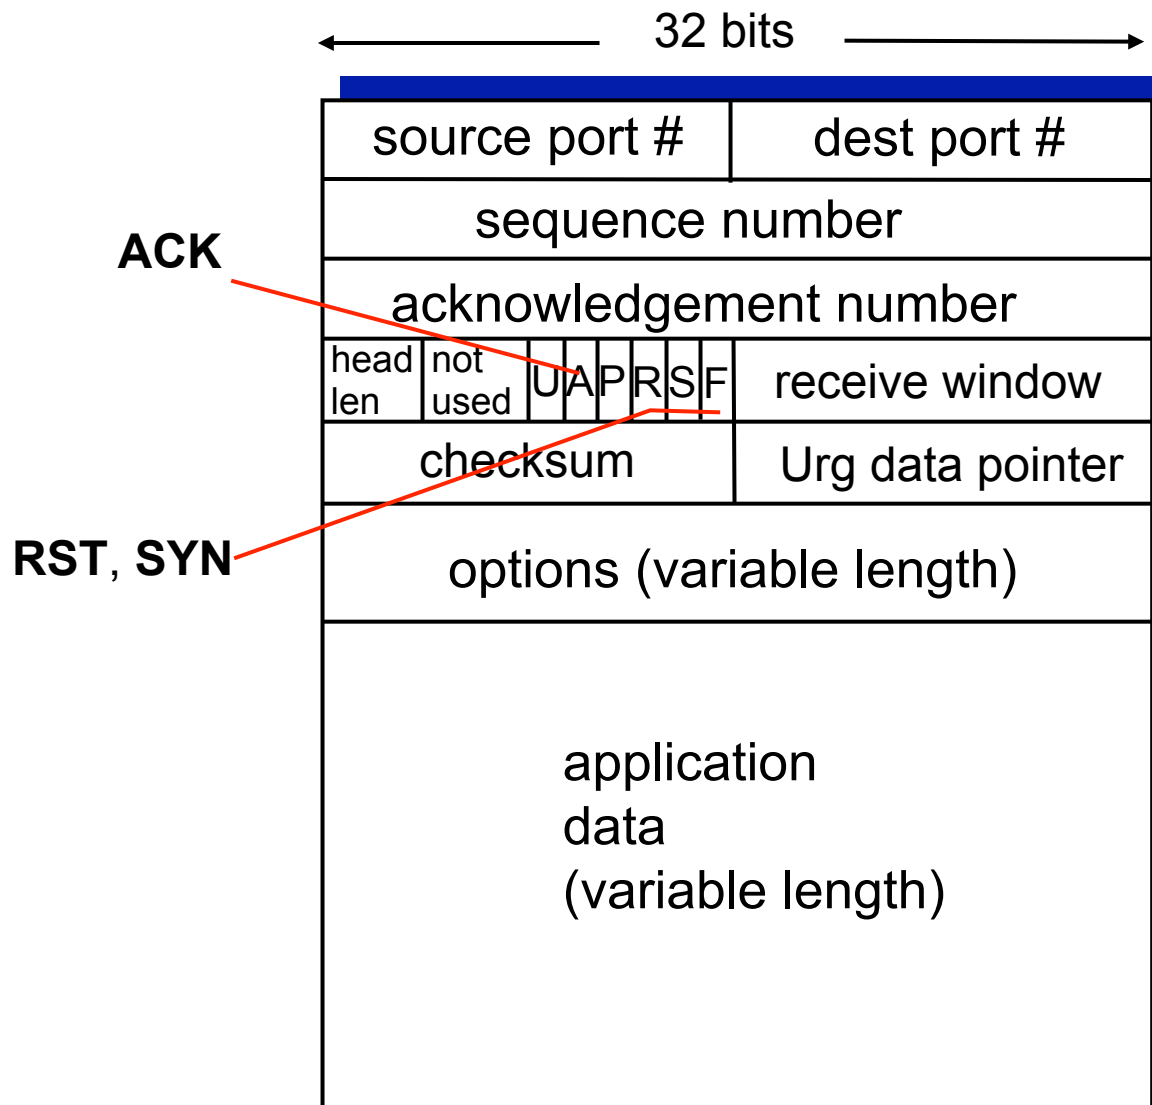 32 bits
source port #
dest port #
sequence number
ACK
acknowledgement number
head
len
not
used
U
A
P
R
S
F
receive window
checksum
Urg data pointer
RST, SYN
options (variable length)
application
data
(variable length)